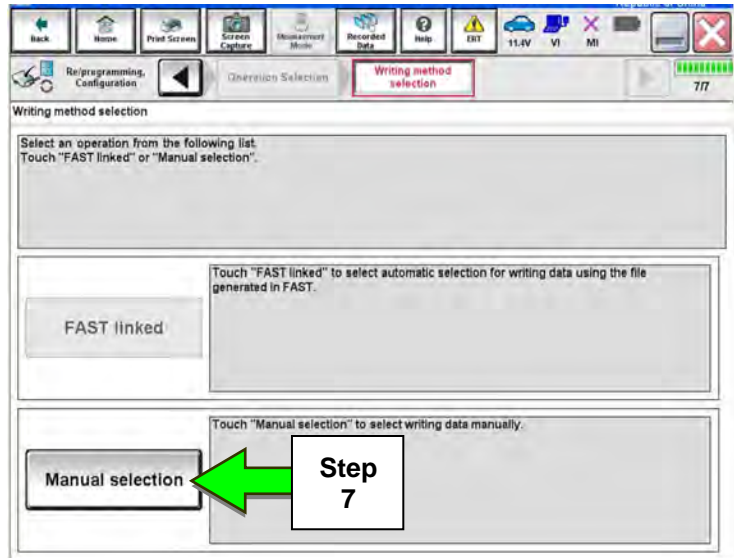 Back
Home
Print Screen
Screen Capture
Measurement Mode
Recorded Data
Help
ERT
11.4V
VI
MI
Re/programming, Configuration
Operation Selection
Writing method selection
7/7
Writing method selection
Select an operation from the following list.
Touch "FAST linked" or "Manual selection".
FAST linked
Touch "FAST linked" to select automatic selection for writing data using the file
generated in FAST.
Manual selection
Touch "Manual selection" to select writing data manually.
Step
7